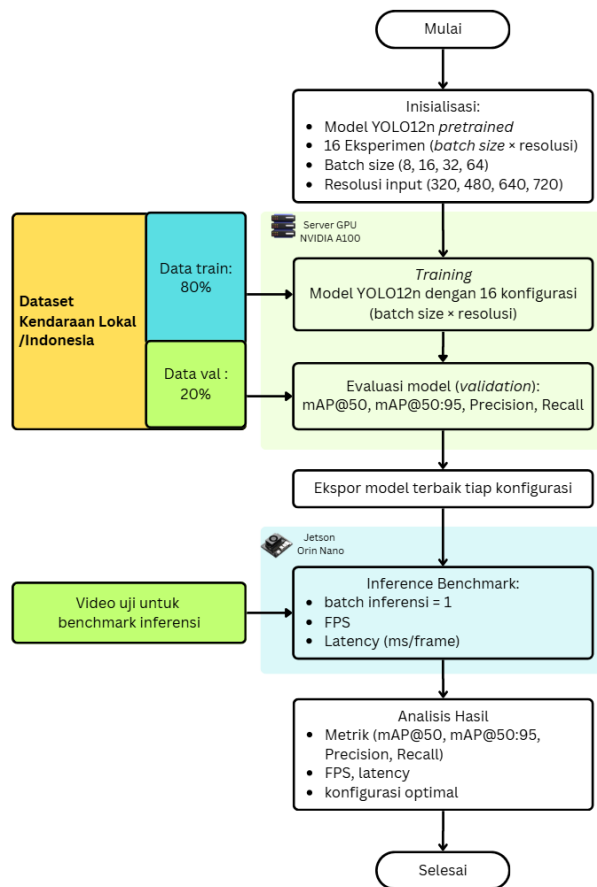 Mulai
Inisialisasi:
• Model YOLO12n pretrained
• 16 Eksperimen (batch size × resolusi)
• Batch size (8, 16, 32, 64)
• Resolusi input (320, 480, 640, 720)
Server GPU
NVIDIA A100
Dataset
Kendaraan Lokal
/Indonesia
Data train:
80%
Training
Model YOLO12n dengan 16 konfigurasi
(batch size × resolusi)
Data val :
20%
Evaluasi model (validation):
mAP@50, mAP@50:95, Precision, Recall
Ekspor model terbaik tiap konfigurasi
Jetson
Orin Nano
Video uji untuk
benchmark inferensi
Inference Benchmark:
• batch inferensi = 1
• FPS
• Latency (ms/frame)
Analisis Hasil
• Metrik (mAP@50, mAP@50:95,
Precision, Recall)
• FPS, latency
• konfigurasi optimal
Selesai